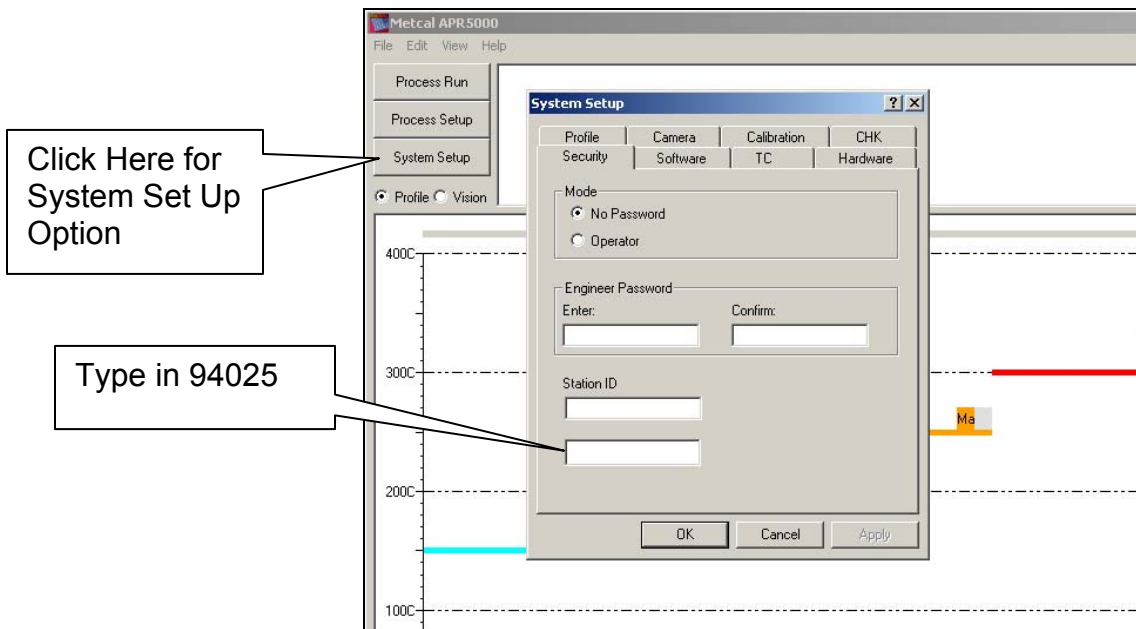 Metcal APR5000
File Edit View Help
Process Run
Process Setup
System Setup
Profile Vision
Click Here for
System Set Up
Option
System Setup
Profile Camera Calibration CHK
Security Software TC Hardware
Mode
No Password
Operator
Engineer Password
Enter: Confirm:
Station ID
Type in 94025
OK Cancel Apply
400C
300C
Ma
200C
100C